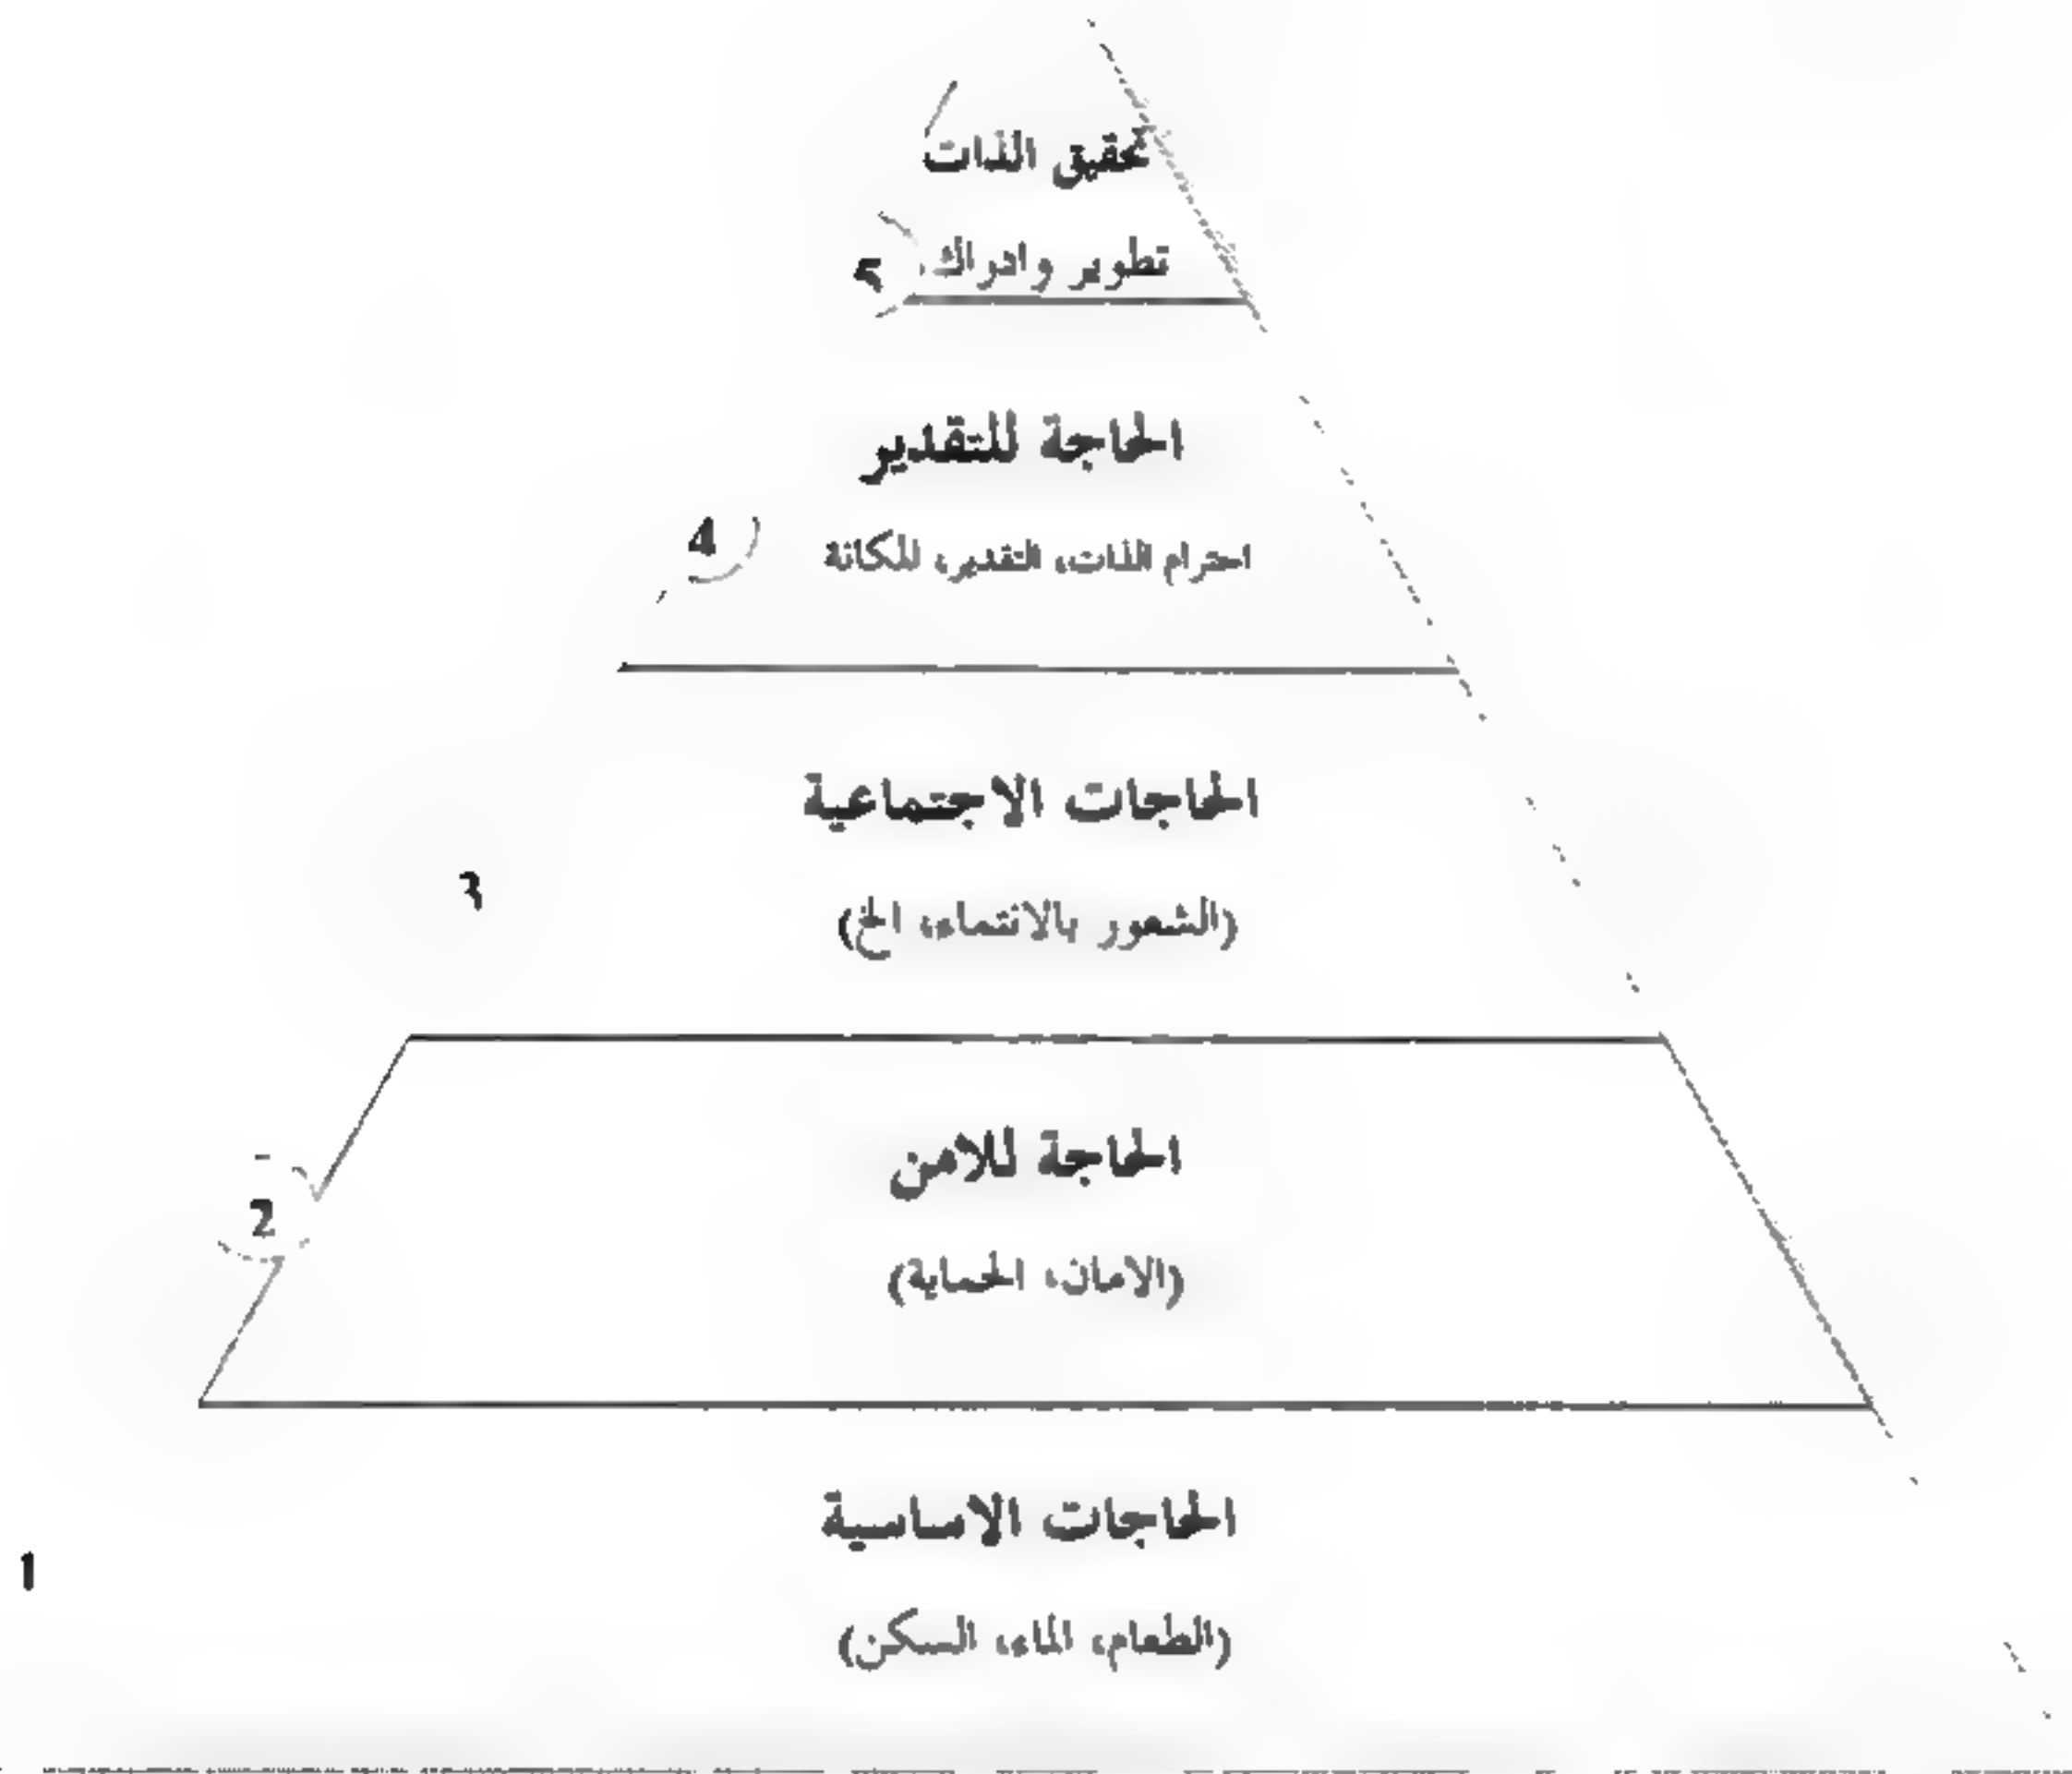 تحقيق الذات
تطوير وادراك
5
الحاجة للتقدير
4
احترام الذات، التقدير، المكانة
الحاجات الاجتماعية
3
(الشعور بالانتماء، الخ)
الحاجة للامن
2
(الامان، الحماية)
الحاجات الاساسية
1
(الطعام، الماء، السكن)